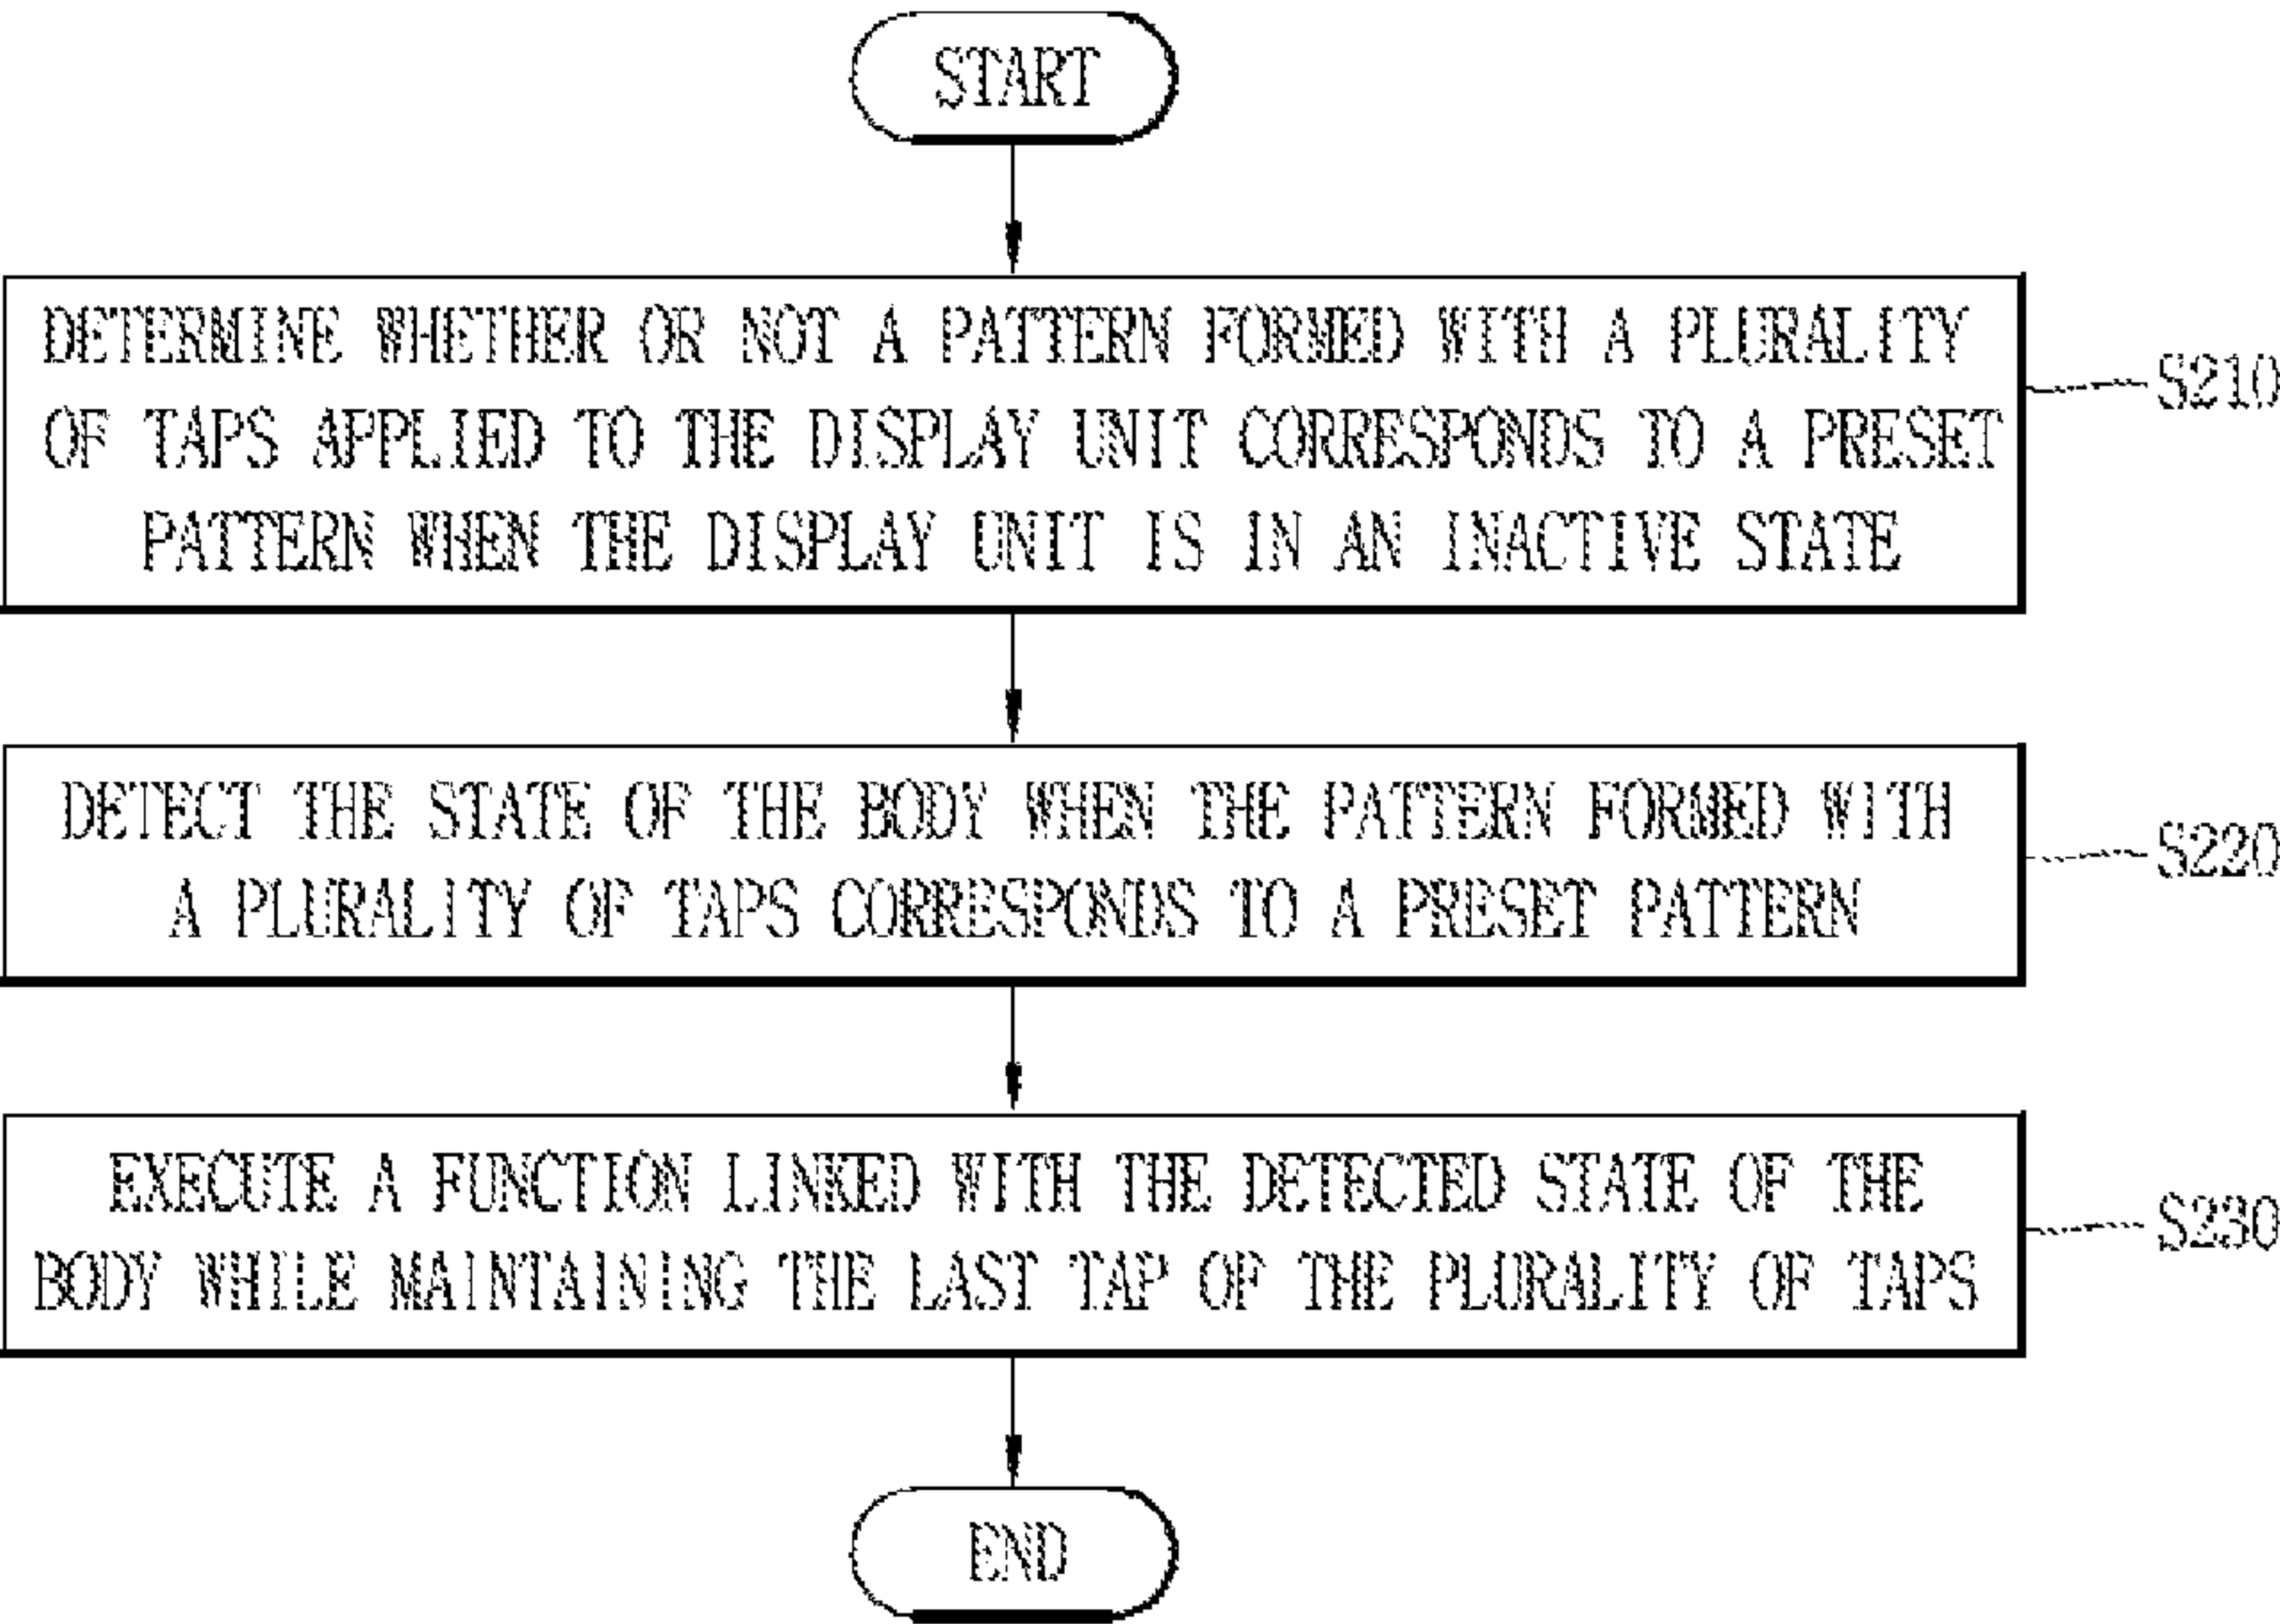 START
DETERMINE WHETHER OR NOT A PATTERN FORMED WITH A PLURALITY
OF TAPS APPLIED TO THE DISPLAY UNIT CORRESPONDS TO A PRESET
PATTERN WHEN THE DISPLAY UNIT IS IN AN INACTIVE STATE
S210
DETECT THE STATE OF THE BODY WHEN THE PATTERN FORMED WITH
A PLURALITY OF TAPS CORRESPONDS TO A PRESET PATTERN
S220
EXECUTE A FUNCTION LINKED WITH THE DETECTED STATE OF THE
BODY WHILE MAINTAINING THE LAST TAP OF THE PLURALITY OF TAPS
S230
END